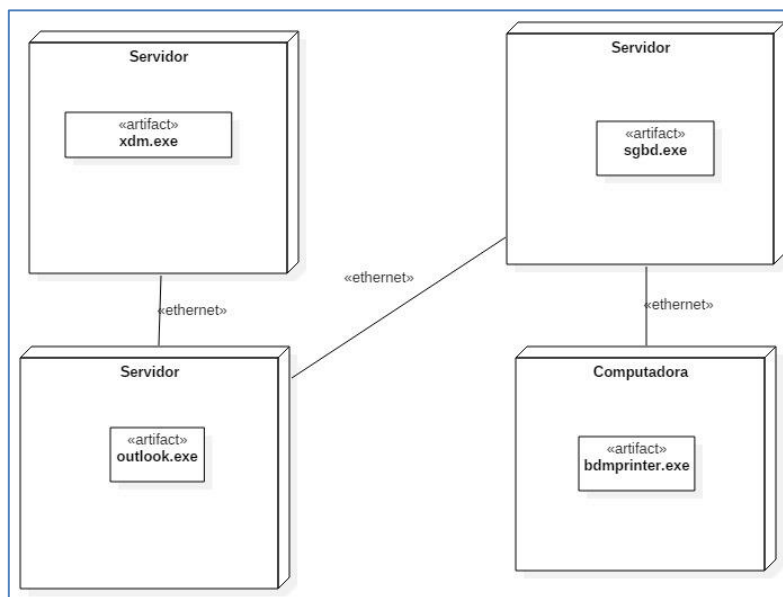 Servidor
«artifact»
xdm.exe
Servidor
«artifact»
sgbd.exe
«ethernet»
«ethernet»
«ethernet»
Servidor
«artifact»
outlook.exe
Computadora
«artifact»
bdmprinter.exe